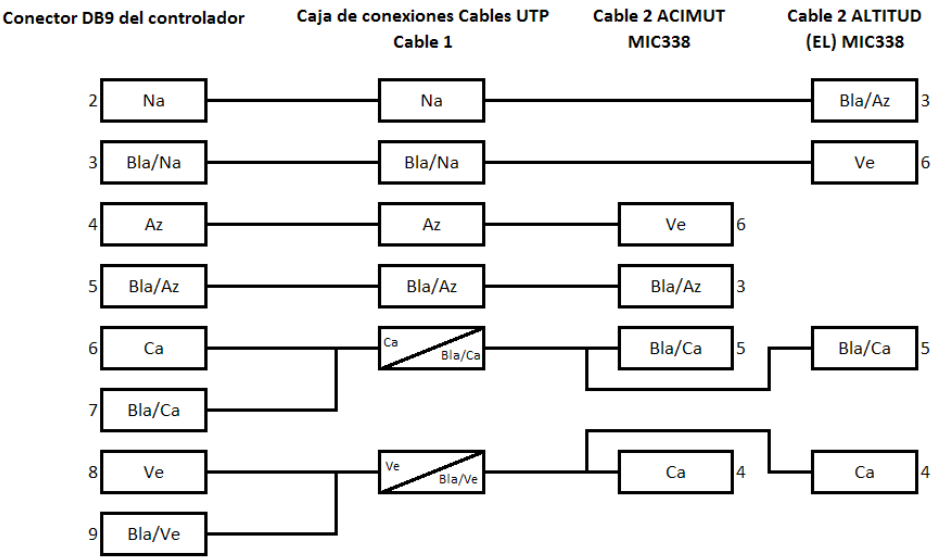 Conector DB9 del controlador
Caja de conexiones Cables UTP
Cable 1
Cable 2 ACIMUT
MIC338
Cable 2 ALTITUD
(EL) MIC338
2 Na Na Bla/Az 3
3 Bla/Na Bla/Na Ve 6
4 Az Az Ve 6
5 Bla/Az Bla/Az Bla/Az 3
6 Ca Ca Bla/Ca Bla/Ca 5 Bla/Ca 5
7 Bla/Ca
8 Ve Ve Bla/Ve Ca 4 Ca 4
9 Bla/Ve